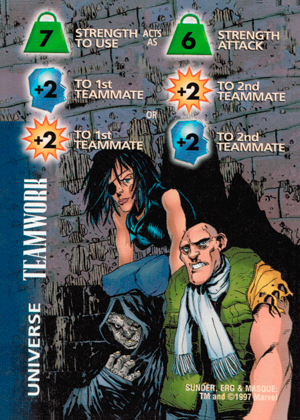 7 STRENGTH TO USE
ACTS AS
6 STRENGTH ATTACK
+2 TO 1st TEAMMATE
+2 TO 2nd TEAMMATE
OR
+2 TO 1st TEAMMATE
+2 TO 2nd TEAMMATE
UNIVERSE
TEAMWORK
SUNDER, ERG & MASQUE:
TM and ©1997 Marvel